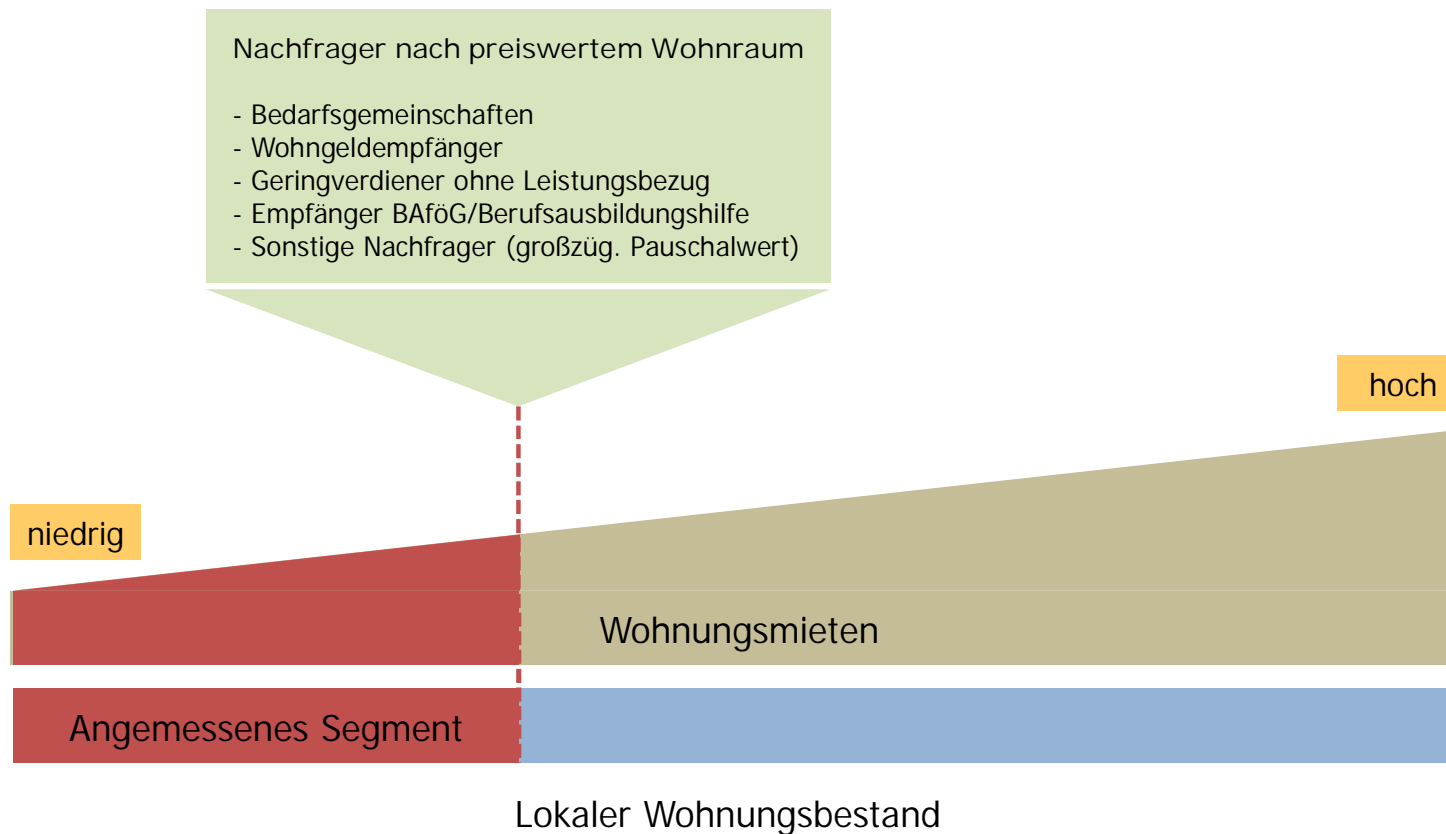 Nachfrager nach preiswertem Wohnraum
- Bedarfsgemeinschaften
- Wohngeldempfänger
- Geringverdiener ohne Leistungsbezug
- Empfänger BAföG/Berufsausbildungshilfe
- Sonstige Nachfrager (großzüg. Pauschalwert)
hoch
niedrig
Wohnungsmieten
Angemessenes Segment
Lokaler Wohnungsbestand